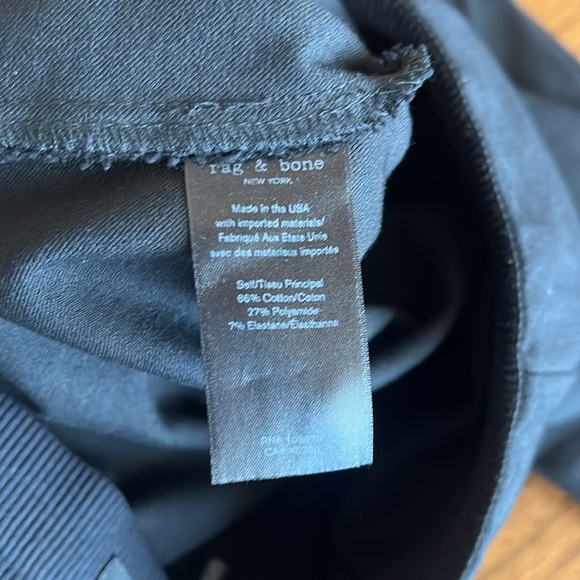 rag & bone
NEW YORK
Made in the USA
with imported materials/
Fabriqué Aux Etats Unis
avec des materiaux importés
Self/Tissu Principal
66% Cotton/Coton
27% Polyamide
7% Elastane/Elasthanne